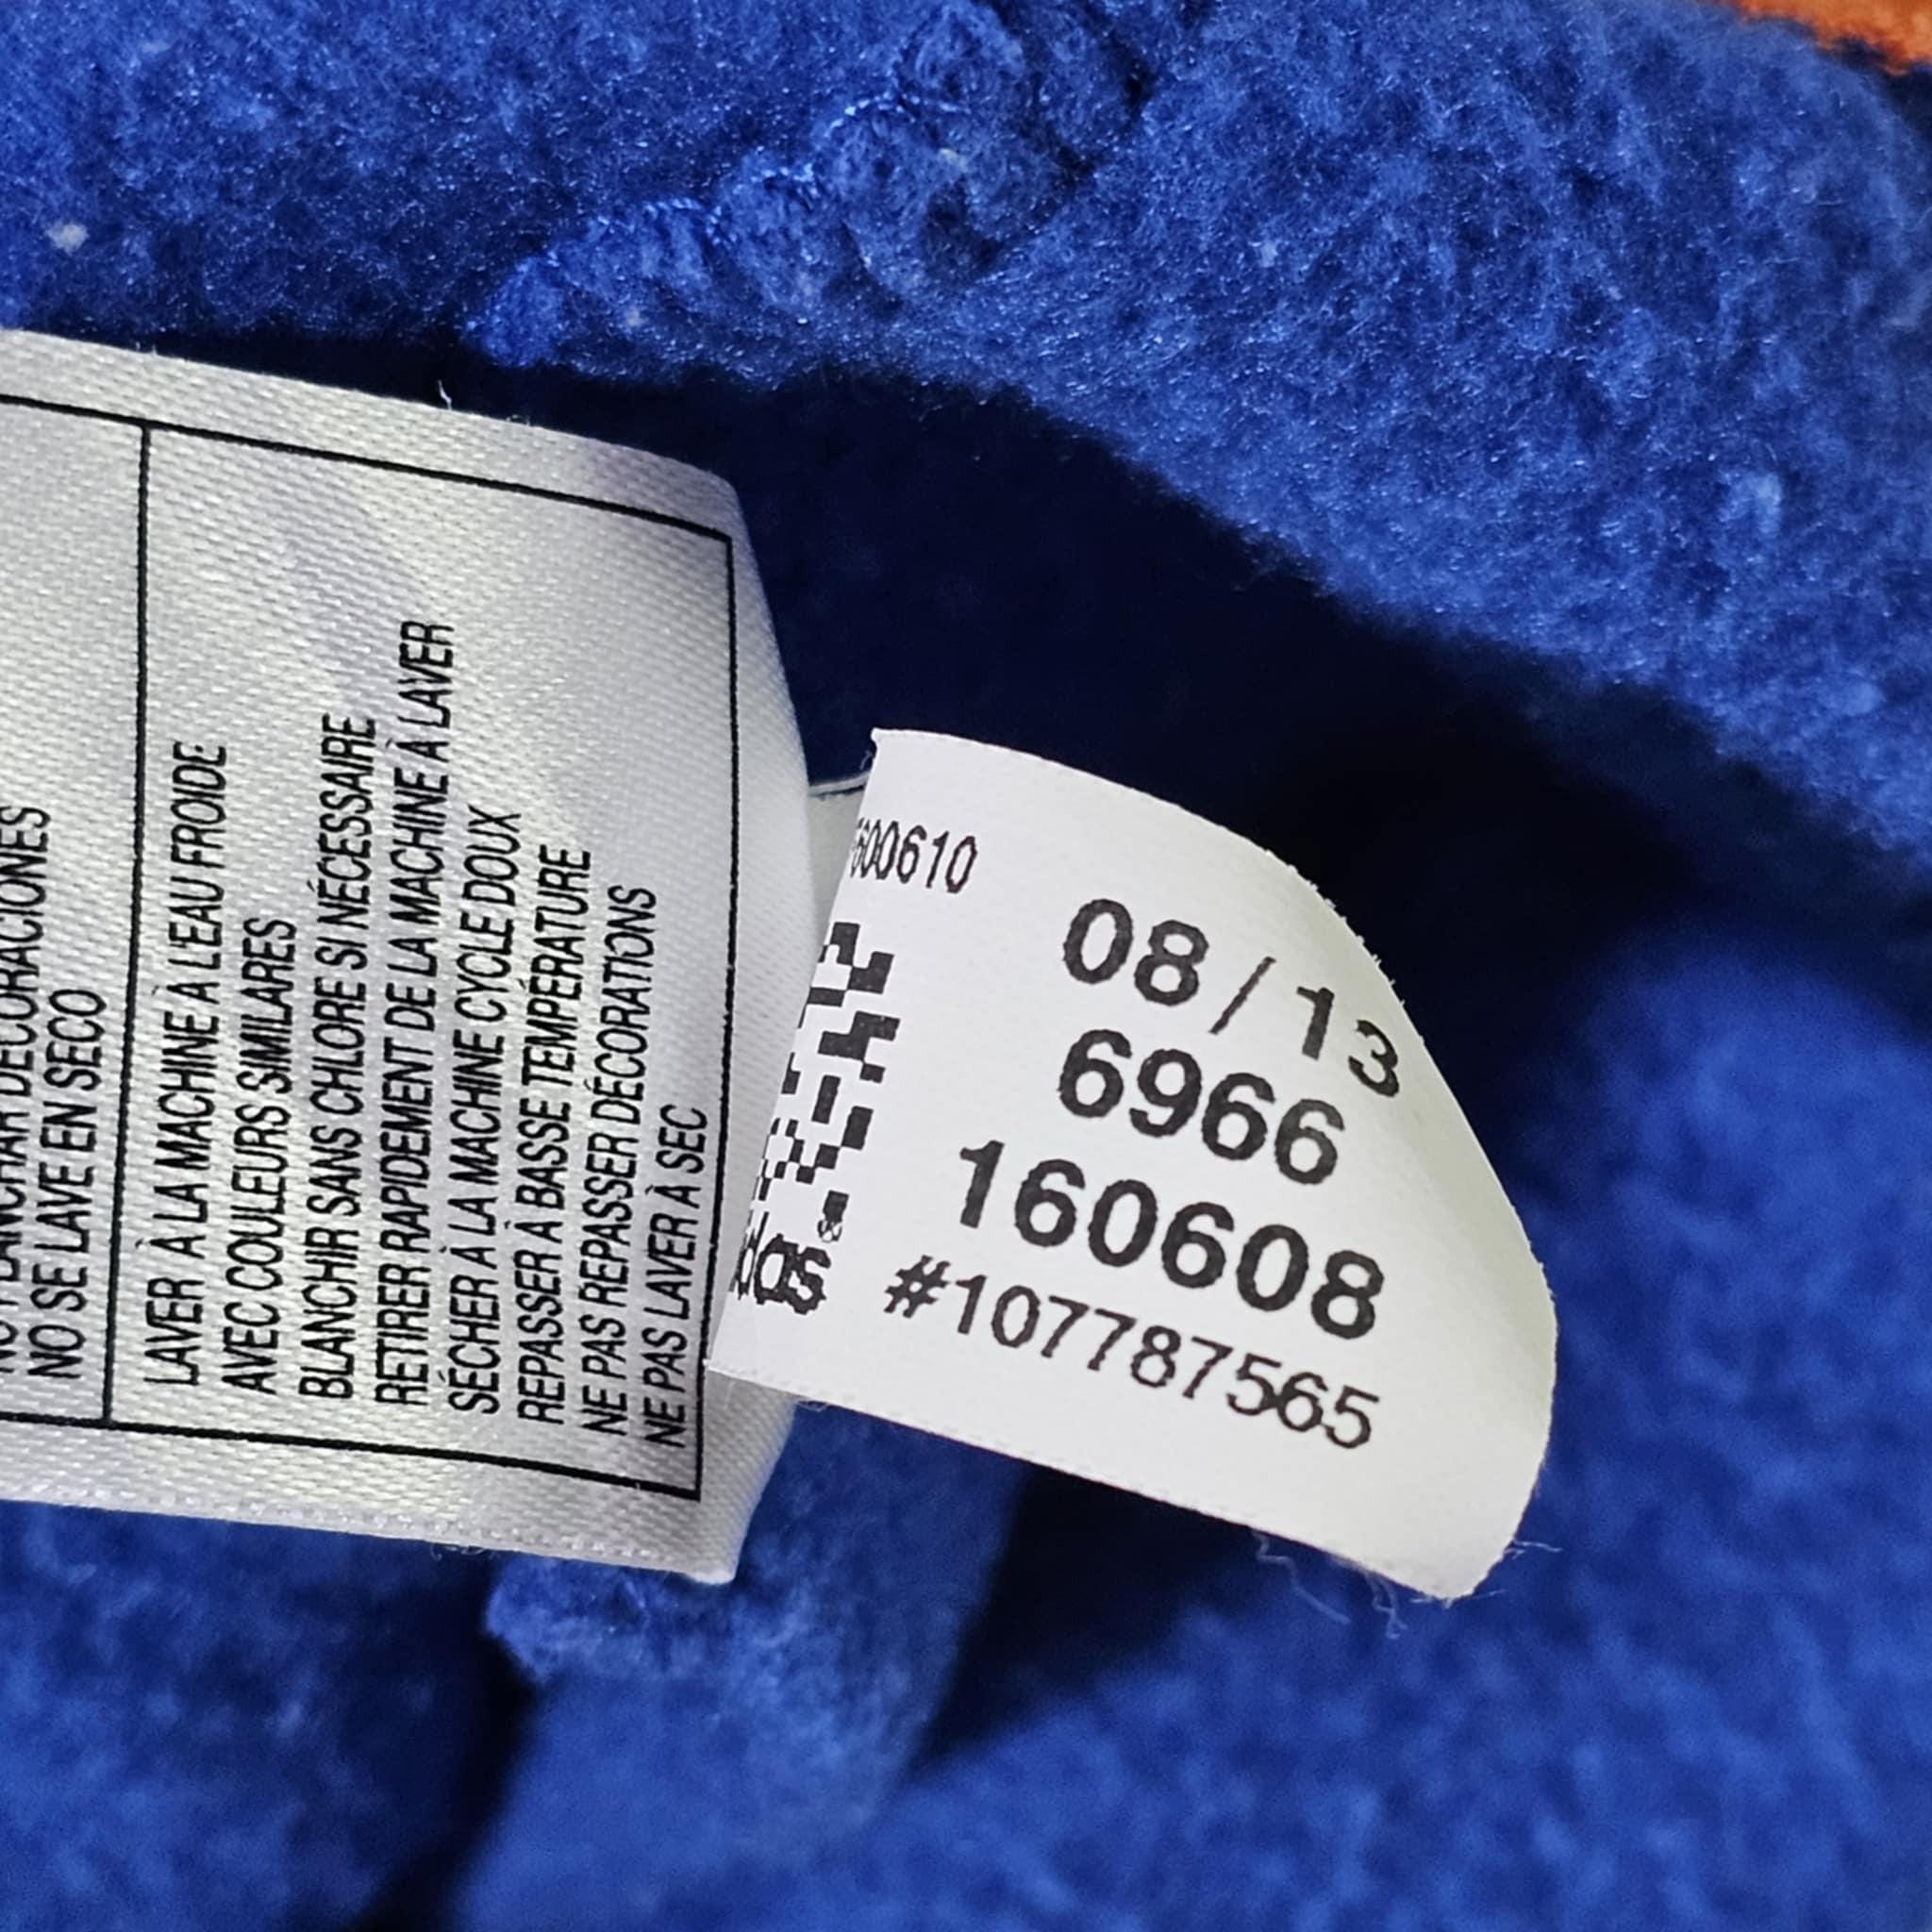 DECORACIONES
NO SE LAVE EN SECO
LAVER À LA MACHINE À L'EAU FROIDE
AVEC COULEURS SIMILARES
BLANCHIR SANS CHLORE SI NÉCESSAIRE
RETIRER RAPIDEMENT DE LA MACHINE À LAVER
SÉCHER À LA MACHINE CYCLE DOUX
REPASSER À BASSE TEMPÉRATURE
NE PAS REPASSER DÉCORATIONS
NE PAS LAVER À SEC
600610
08/13
6966
160608
#107787565
das